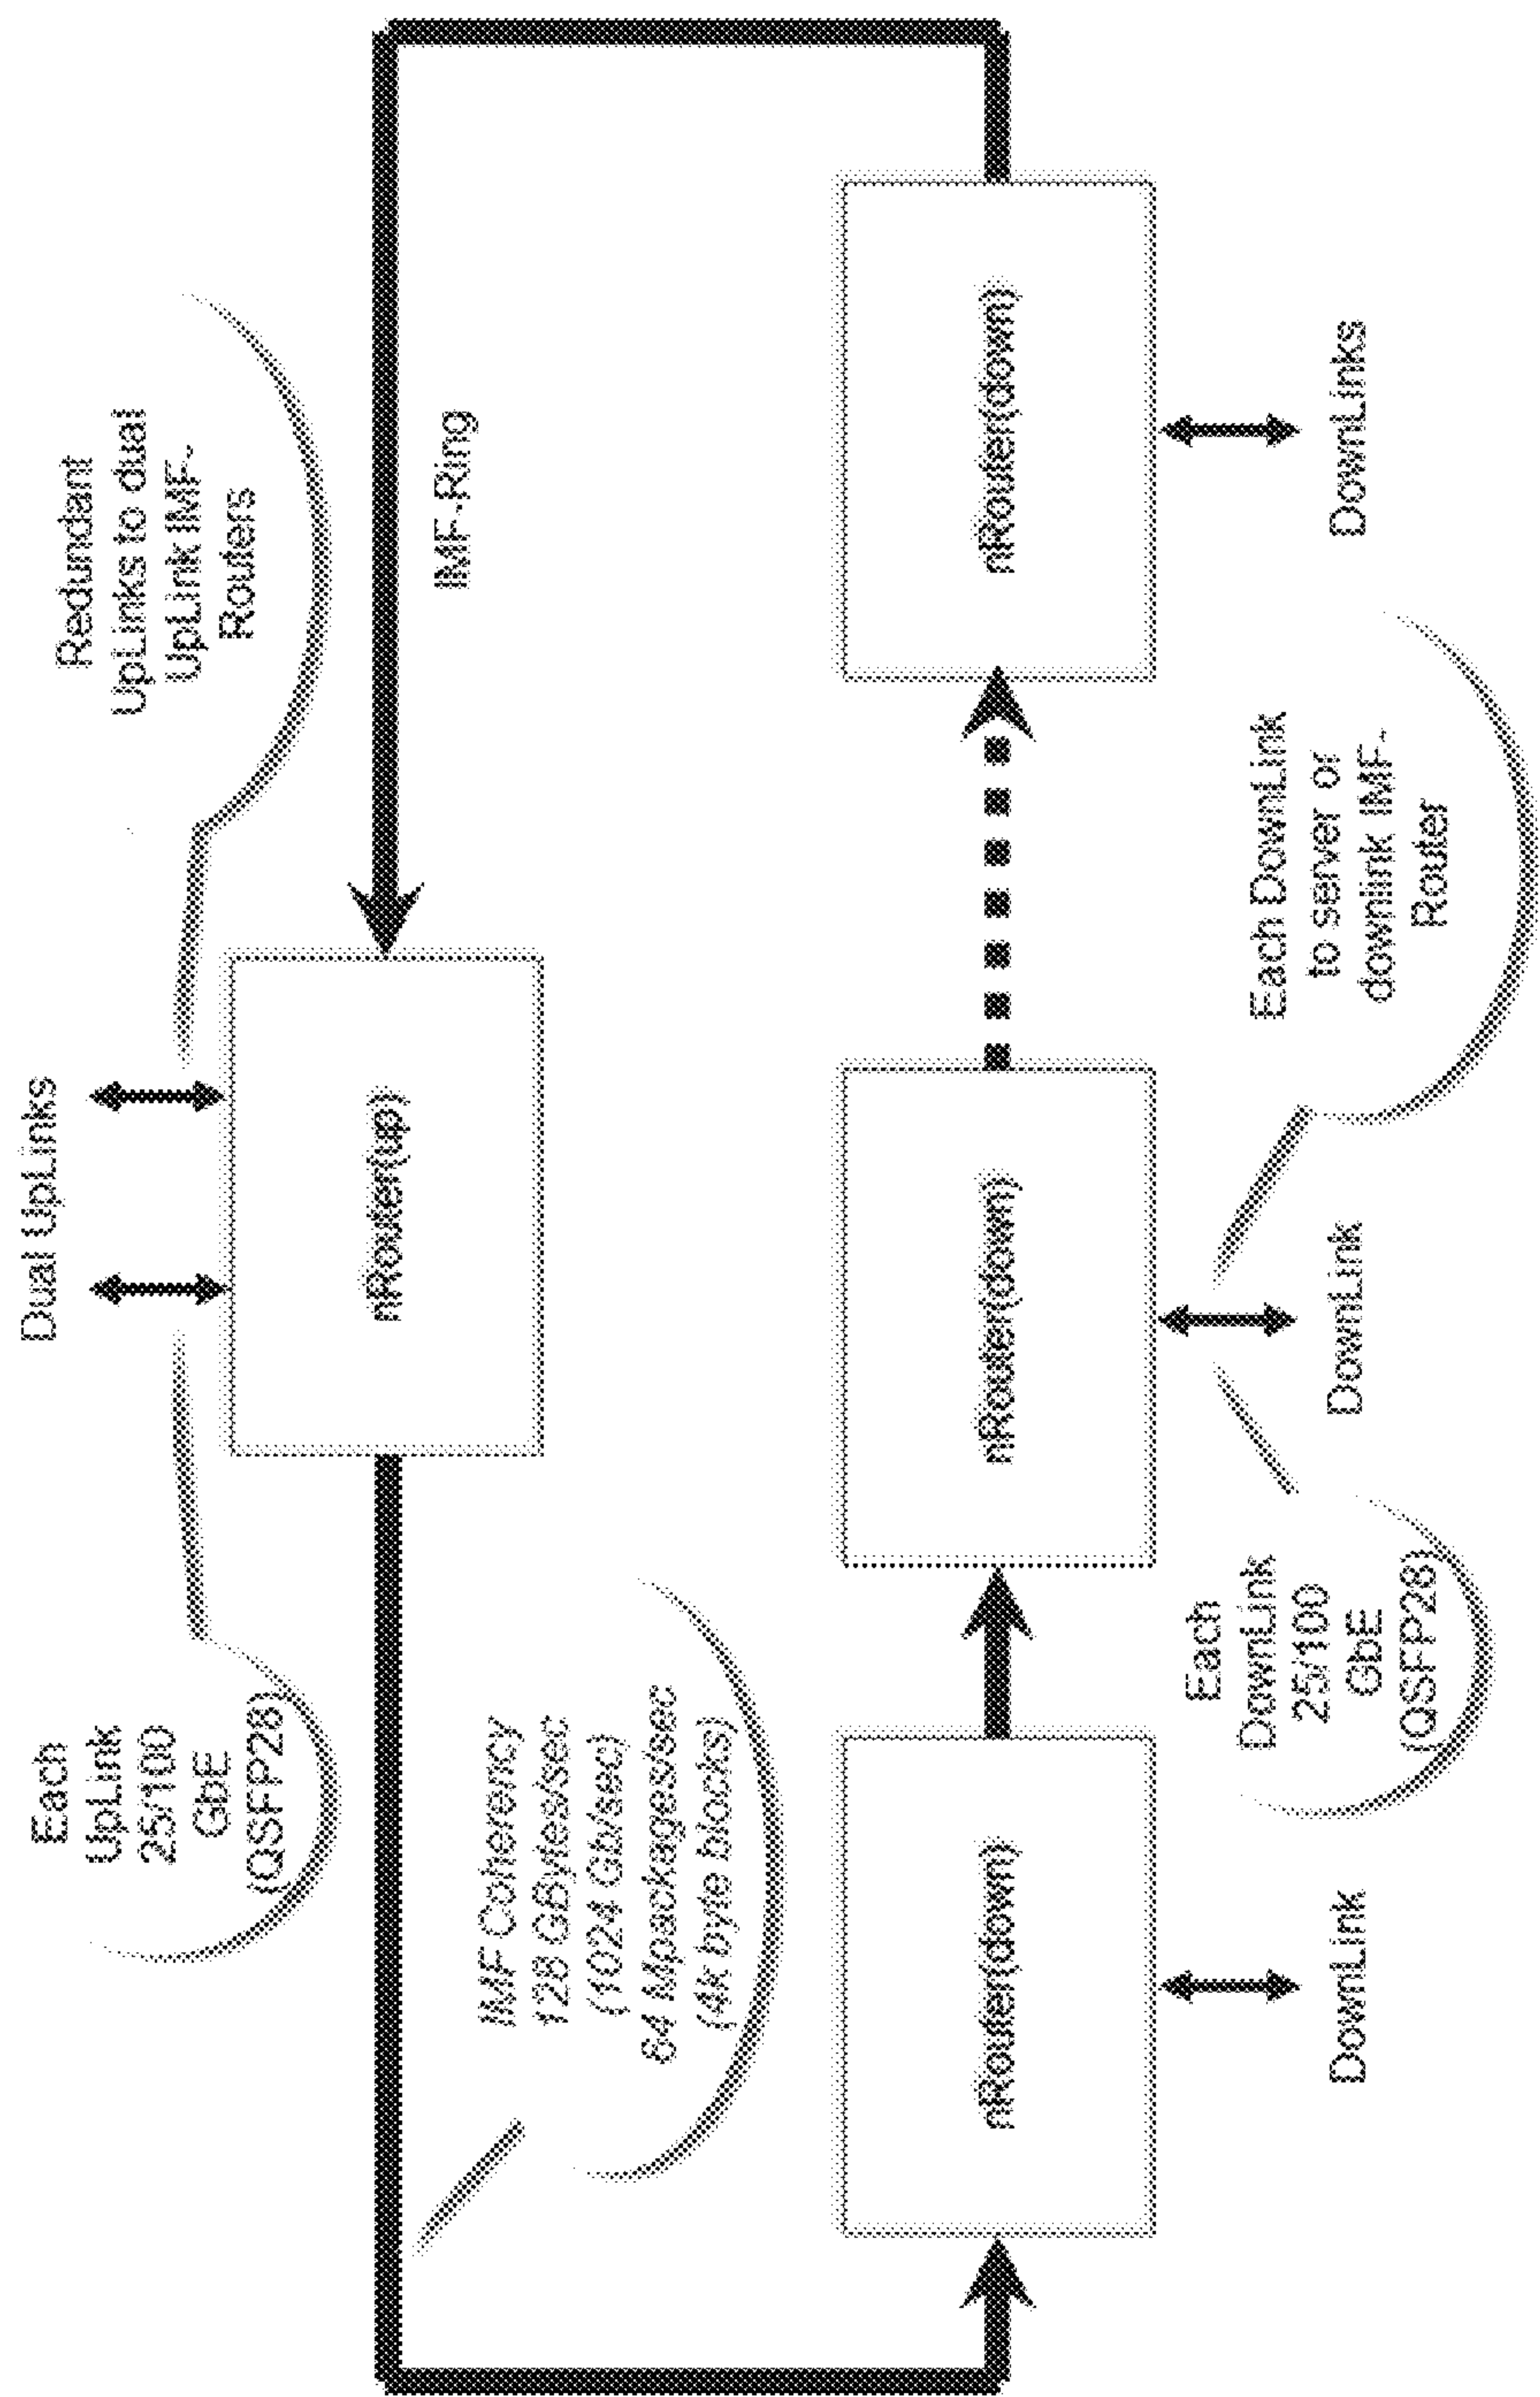 Dual UpLinks
Each
UpLink
25/100
GbE
(QSFP28)
Redundant
UpLinks to dual
UpLink IMF-
Routers
nRouter(up)
IMF-Ring
IMF Coherency
128 GBytes/sec
(1024 Gb/sec)
64 Mpackages/sec
(4k byte blocks)
nRouter(down)
nRouter(down)
nRouter(down)
DownLink
Each
DownLink
25/100
GbE
(QSFP28)
DownLink
Each DownLink
to server or
downlink IMF-
Router
DownLinks